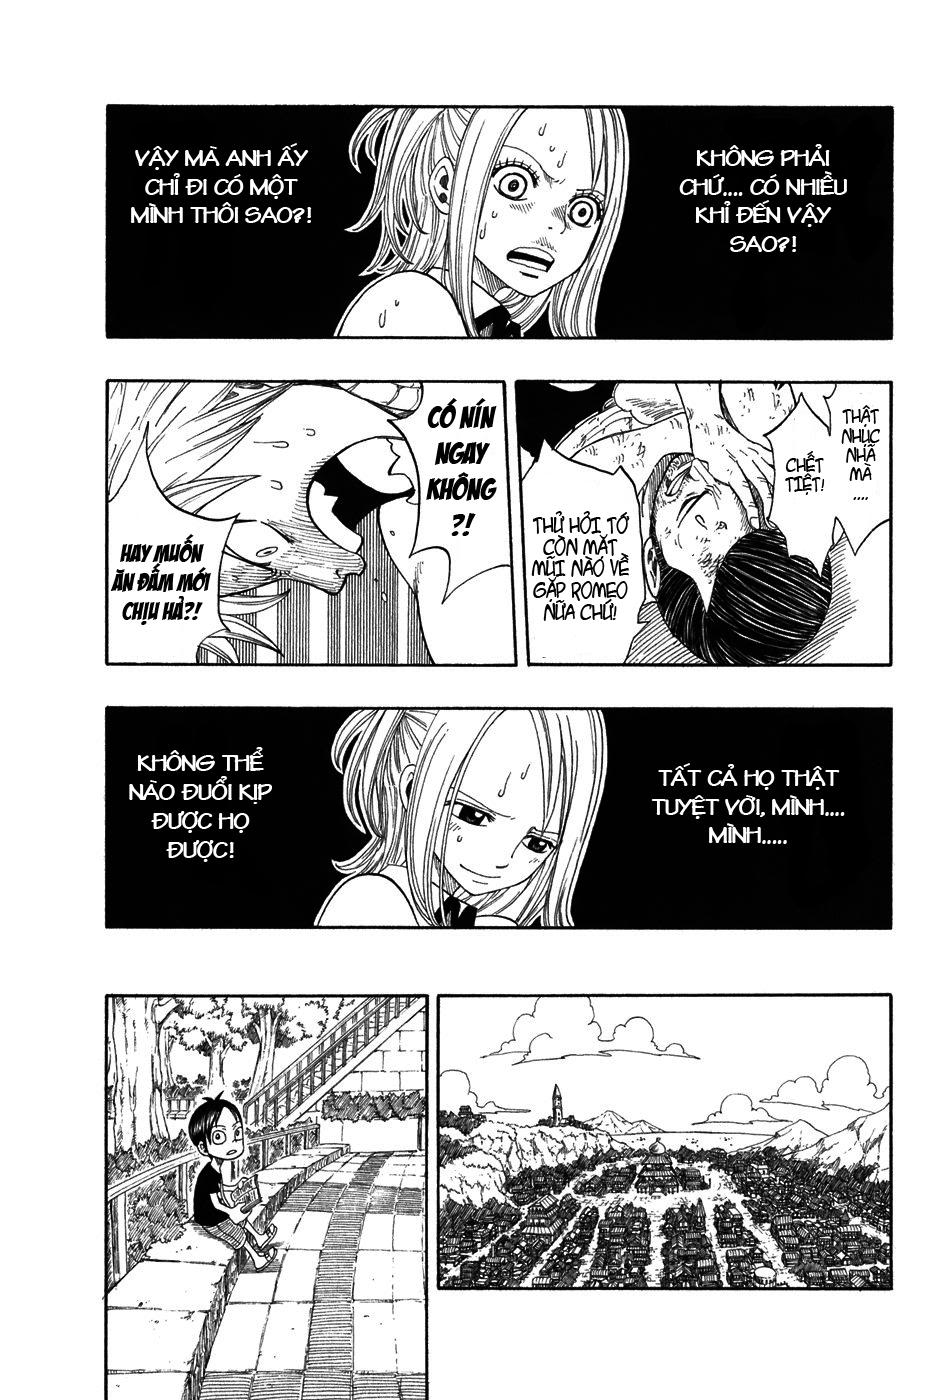 KHÔNG PHẢI
CHỨ.... CÓ NHIỀU
KHỈ ĐẾN VẬY
SAO?!
VẬY MÀ ANH ẤY
CHỈ ĐI CÓ MỘT
MÌNH THÔI SAO?!
THẬT
NHỤC
NHÃ
MÀ
....
CHẾT
TIỆT!
THỬ HỎI, TỚ
CÒN MẶT
MŨI NÀO VỀ
GẶP ROMEO
NỮA CHỨ!
CÓ NÍN
NGAY
KHÔNG
?!
HAY MUỐN
ĂN ĐẤM MỚI
CHỊU HẢ?!
TẤT CẢ HỌ THẬT
TUYỆT VỜI, MÌNH....
MÌNH.....
KHÔNG THỂ
NÀO ĐUỔI KỊP
ĐƯỢC HỌ
ĐƯỢC!